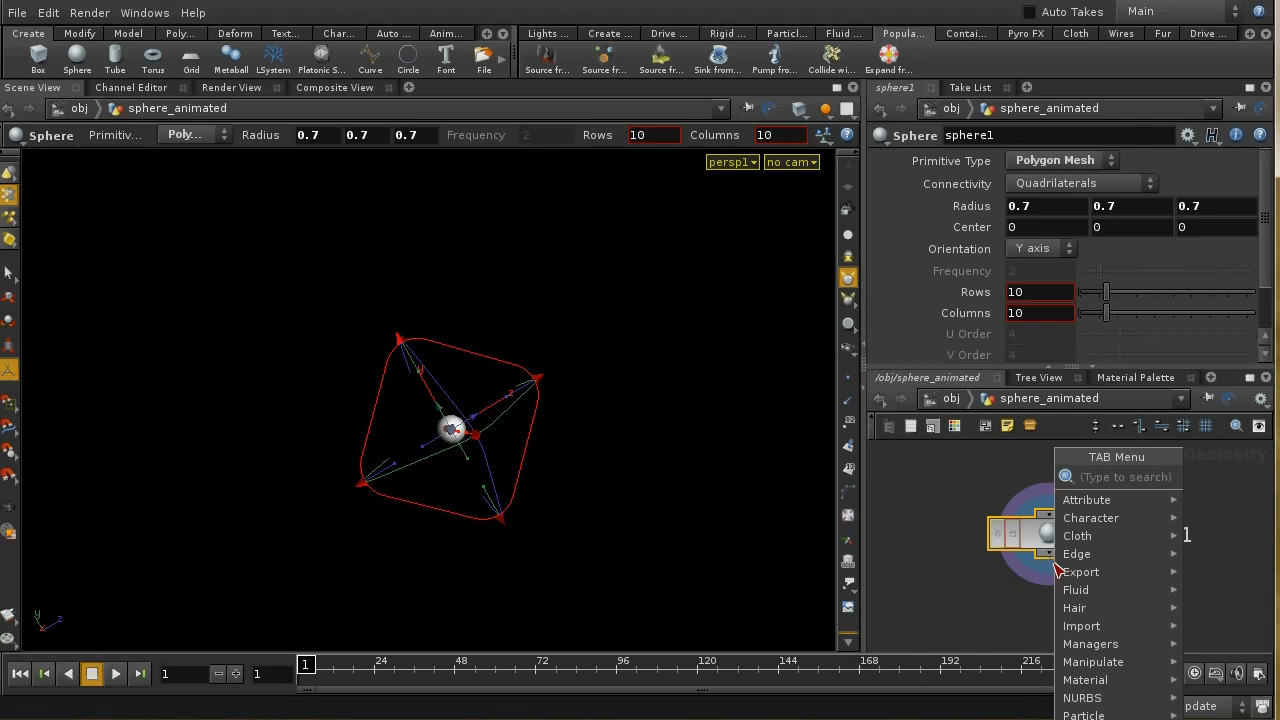 File Edit Render Windows Help
Auto Takes Main
Create Modify Model Poly... Deform Text... Char... Auto ... Anim...
Lights ... Create ... Drive ... Rigid ... Particl... Fluid ... Popula... Contai... Pyro FX Cloth Wires Fur Drive ...
Box Sphere Tube Torus Grid Metaball LSystem Platonic S... Curve Circle Font File
Source fr... Source fr... Source fr... Sink from... Pump fro... Collide wi... Expand fr...
Scene View Channel Editor Render View Composite View
sphere1 Take List
obj sphere_animated
obj sphere_animated
Sphere Primitiv... Poly... Radius 0.7 0.7 0.7 Frequency 2 Rows 10 Columns 10
Sphere sphere1
persp1 no cam
Primitive Type Polygon Mesh
Connectivity Quadrilaterals
Radius 0.7 0.7 0.7
Center 0 0 0
Orientation Y axis
Frequency 2
Rows 10
Columns 10
U Order 4
V Order 4
y
z
/obj/sphere_animated Tree View Material Palette
obj sphere_animated
Geometry
TAB Menu
(Type to search)
Attribute
Character
Cloth
Edge
Export
Fluid
Hair
Import
Managers
Manipulate
Material
NURBS
Particle
1
y
z
x
1 1 1 24 48 72 96 120 144 168 192 216
pdate